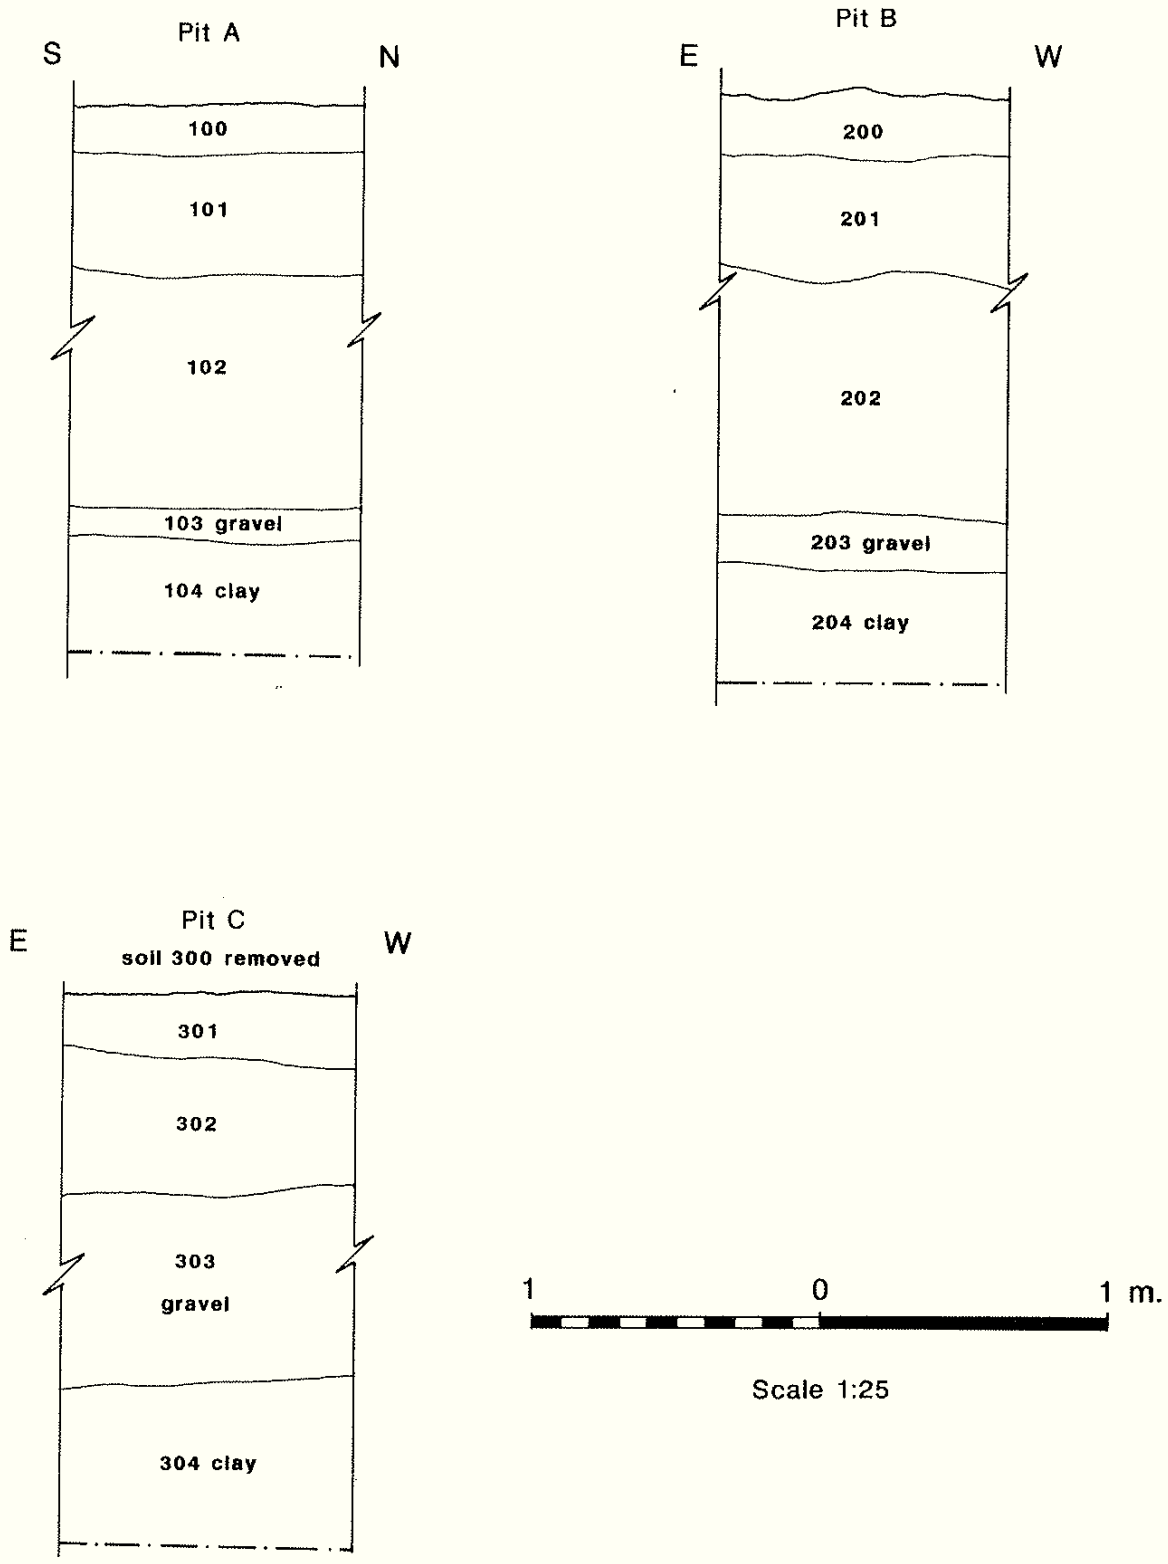 Pit A
S N
100
101
102
103 gravel
104 clay
Pit B
E W
200
201
202
203 gravel
204 clay
Pit C
E W
soil 300 removed
301
302
303
gravel
304 clay
1 0 1 m.
Scale 1:25